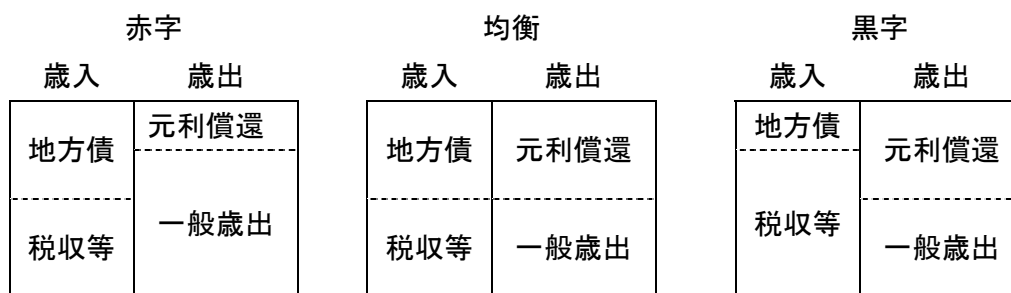 赤字 均衡 黒字
歳入 歳出 歳入 歳出 歳入 歳出
地方債 元利償還 地方債 元利償還 地方債 元利償還
税収等 一般歳出 税収等 一般歳出 税収等 一般歳出